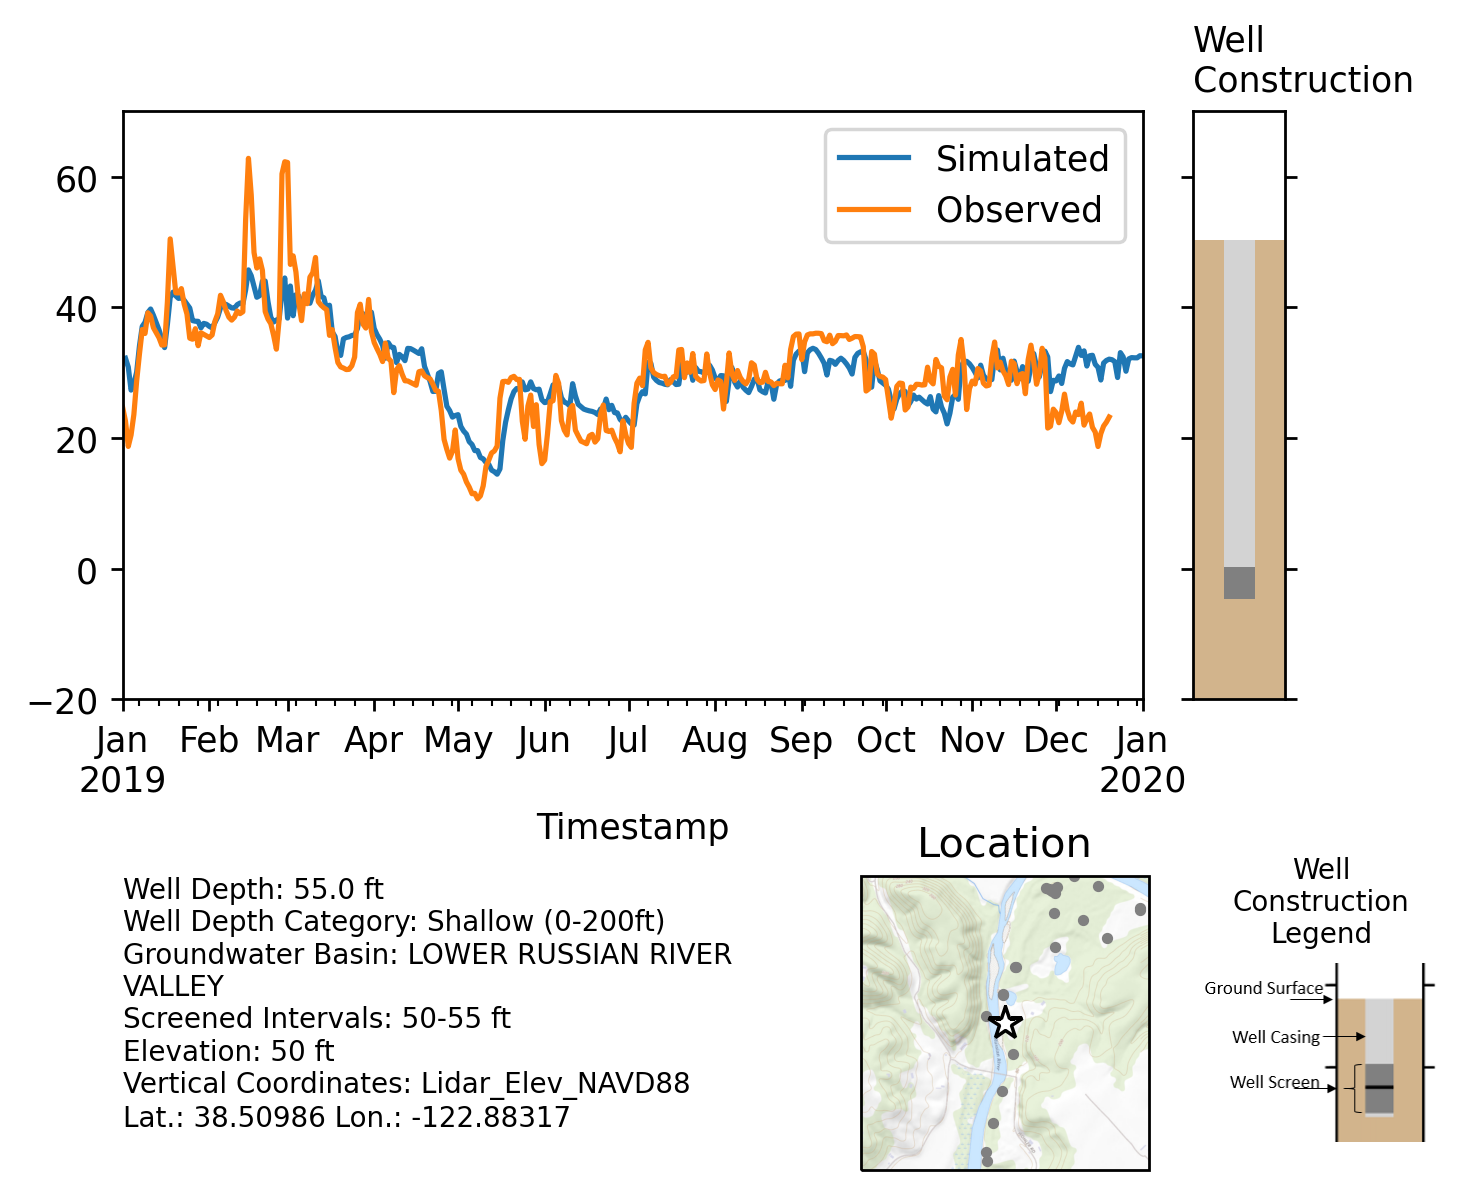 Well
Construction
60
40
20
0
−20
Simulated
Observed
Jan Feb Mar Apr May Jun Jul Aug Sep Oct Nov Dec Jan
2019 2020
Timestamp
Well Depth: 55.0 ft
Well Depth Category: Shallow (0-200ft)
Groundwater Basin: LOWER RUSSIAN RIVER
VALLEY
Screened Intervals: 50-55 ft
Elevation: 50 ft
Vertical Coordinates: Lidar_Elev_NAVD88
Lat.: 38.50986 Lon.: -122.88317
Location
Well
Construction
Legend
Ground Surface
Well Casing
Well Screen